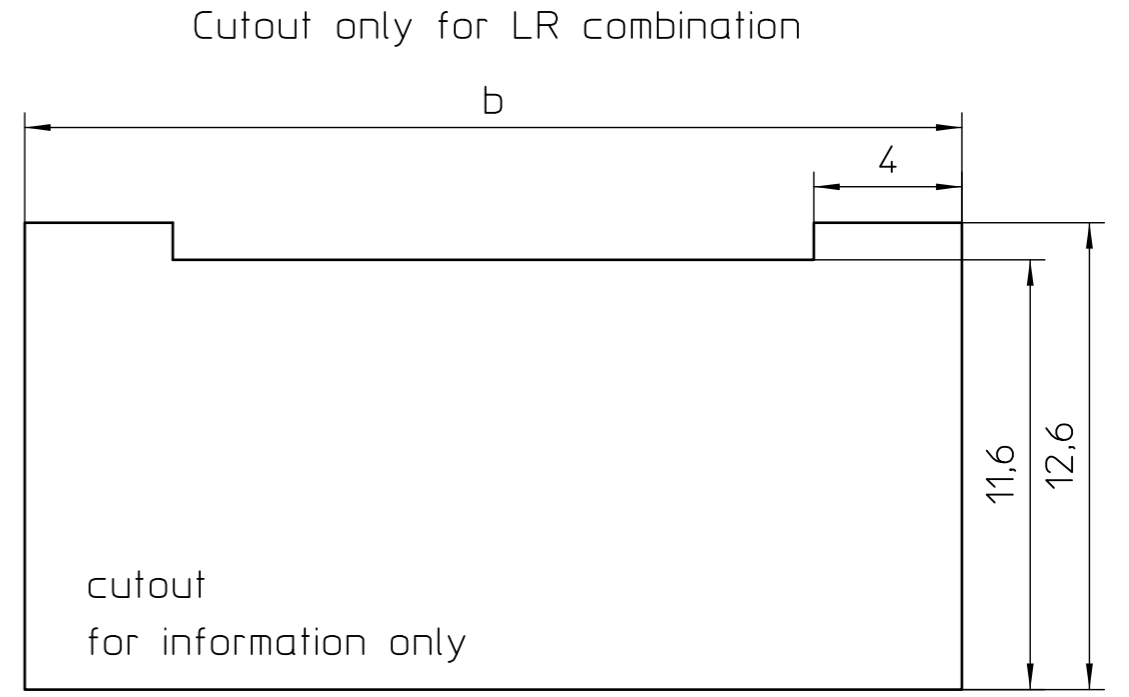 Cutout only for LR combination
b
4
11,6
12,6
cutout
for information only